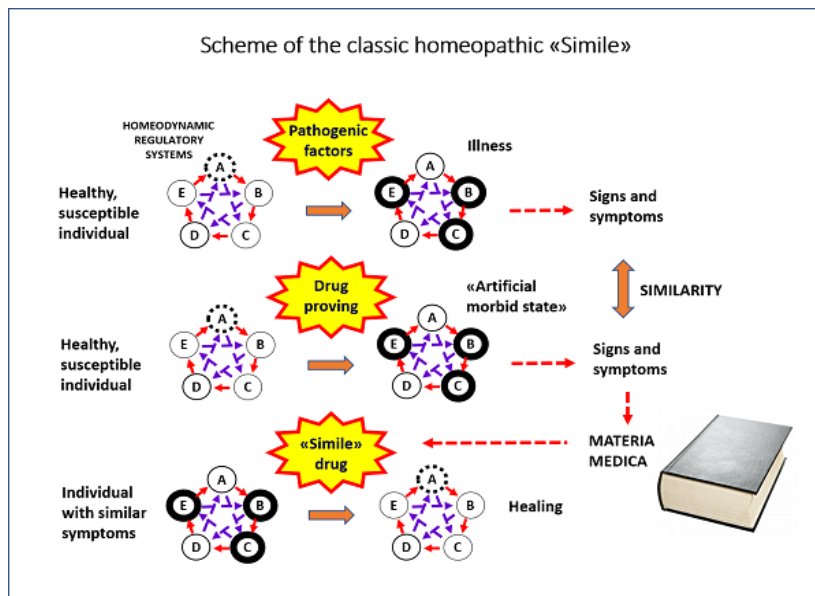 Scheme of the classic homeopathic «Simile»
HOMEODYNAMIC
REGULATORY
SYSTEMS
Pathogenic
factors
Illness
A
E
B
D
C
A
E
B
D
C
Healthy,
susceptible
individual
Signs and
symptoms
Drug
proving
«Artificial
morbid state»
SIMILARITY
A
E
B
D
C
A
E
B
D
C
Healthy,
susceptible
individual
Signs and
symptoms
«Simile»
drug
MATERIA
MEDICA
A
E
B
D
C
A
E
B
D
C
Individual
with similar
symptoms
Healing